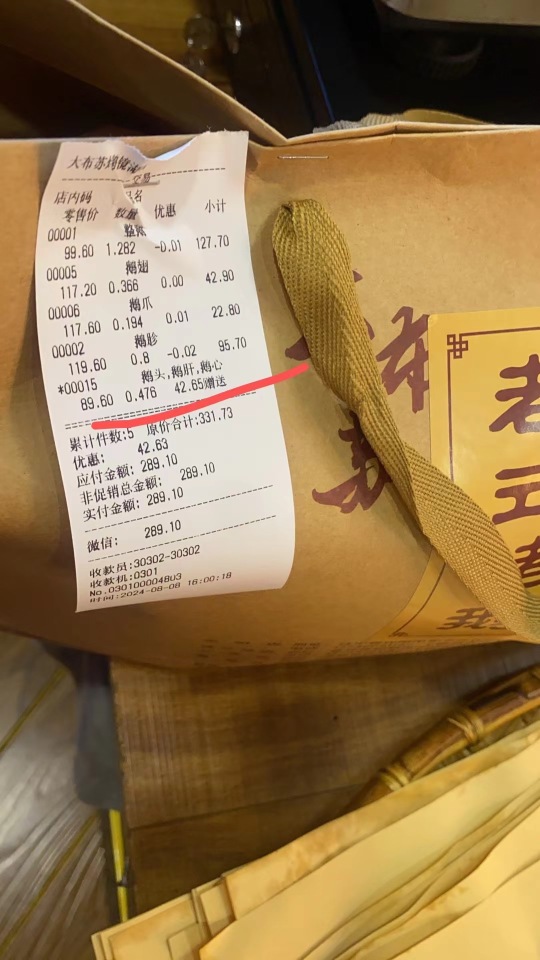 大布苏
交易
店内码 品名
零售价 数量 优惠 小计
00001 整鹅
99.60 1.282 -0.01 127.70
00005 鹅翅
117.20 0.366 0.00 42.90
00006 鹅爪
117.60 0.194 0.01 22.80
00002 鹅胗
119.60 0.8 -0.02 95.70
*00015 鹅头,鹅肝,鹅心
89.60 0.476 42.65赠送
累计件数:5 原价合计:331.73
优惠: 42.63
应付金额: 289.10
非促销总金额: 289.10
实付金额: 289.10
微信: 289.10
收款员:30302-30302
收款机:0301
No.0301000048U3
时间:2024-08-08 16:00:18
老
式